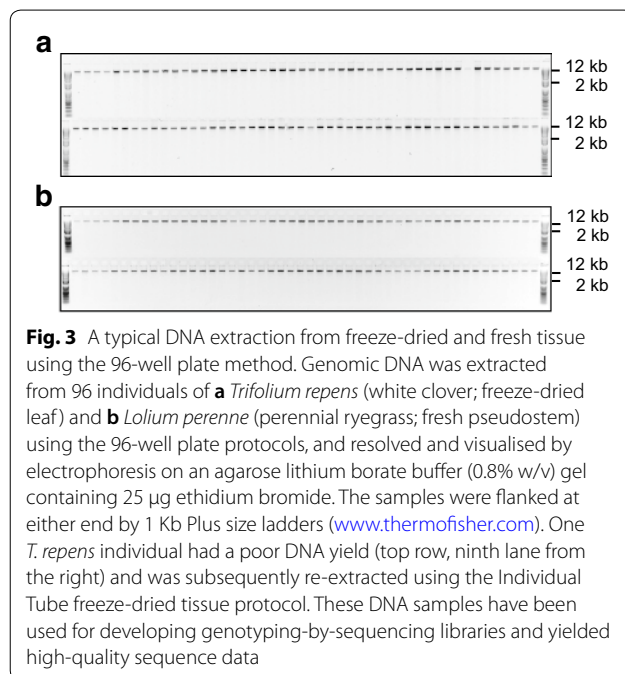 a
12 kb
2 kb
12 kb
2 kb
b
12 kb
2 kb
12 kb
2 kb
Fig. 3 A typical DNA extraction from freeze-dried and fresh tissue
using the 96-well plate method. Genomic DNA was extracted
from 96 individuals of a Trifolium repens (white clover; freeze-dried
leaf) and b Lolium perenne (perennial ryegrass; fresh pseudostem)
using the 96-well plate protocols, and resolved and visualised by
electrophoresis on an agarose lithium borate buffer (0.8% w/v) gel
containing 25 µg ethidium bromide. The samples were flanked at
either end by 1 Kb Plus size ladders (www.thermofisher.com). One
T. repens individual had a poor DNA yield (top row, ninth lane from
the right) and was subsequently re-extracted using the Individual
Tube freeze-dried tissue protocol. These DNA samples have been
used for developing genotyping-by-sequencing libraries and yielded
high-quality sequence data